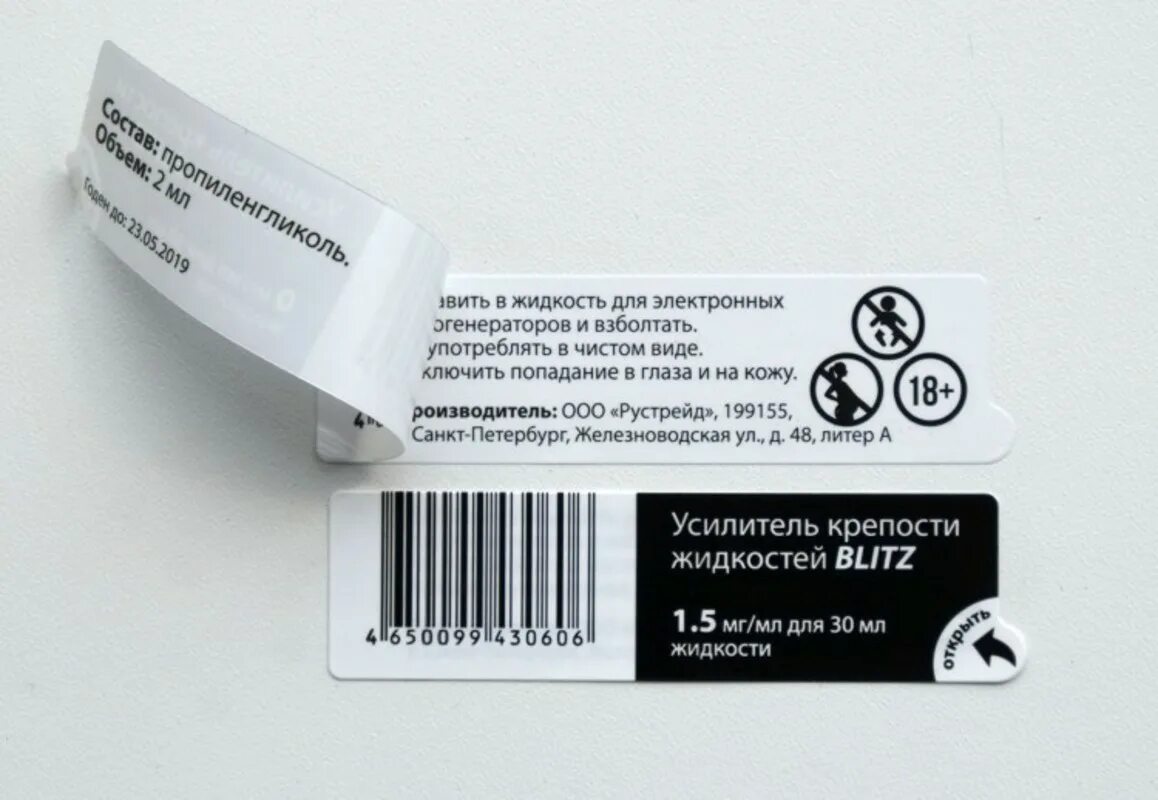 Состав: пропиленгликоль.
Объем: 2 мл
Годен до: 23.05.2019
авить в жидкость для электронных
огенераторов и взболтать.
употреблять в чистом виде.
ключить попадание в глаза и на кожу.
роизводитель: ООО «Рустрейд», 199155,
Санкт-Петербург, Железноводская ул., д. 48, литер А
18+
Усилитель крепости
жидкостей BLITZ
1.5 мг/мл для 30 мл
жидкости
открыть
4 650099 430606